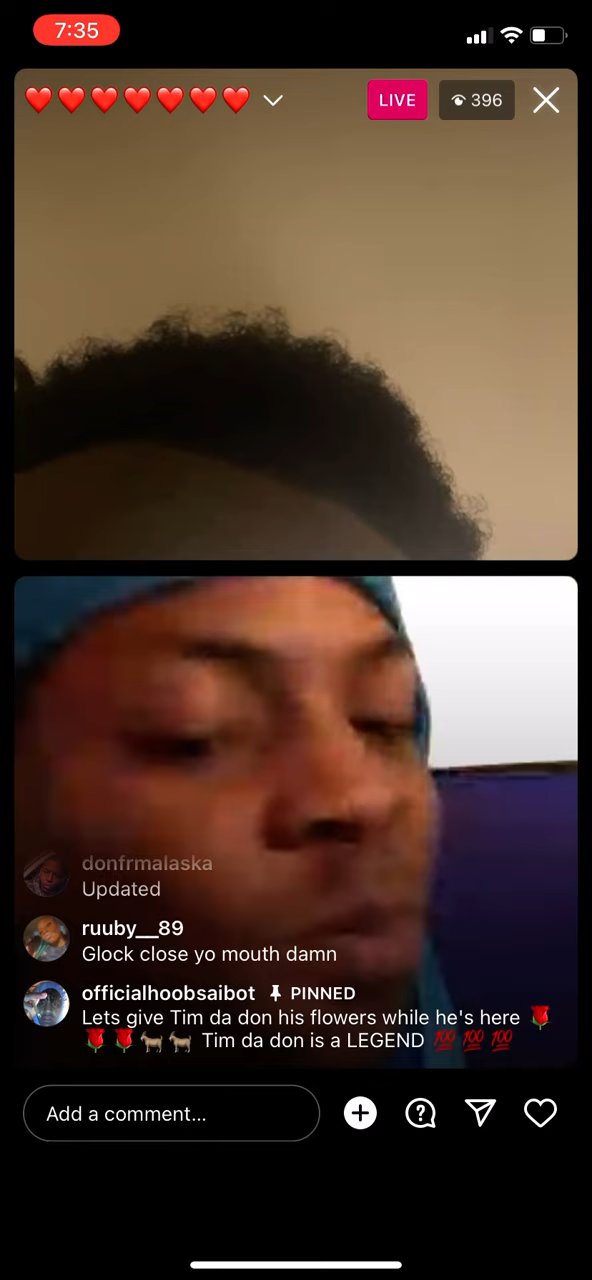 7:35
❤️❤️❤️❤️❤️❤️❤️
LIVE
396
donfrmalaska
Updated
ruuby__89
Glock close yo mouth damn
officialhoobsaibot PINNED
Lets give Tim da don his flowers while he's here 🌹
🌹🌹🐐🐐 Tim da don is a LEGEND 💯💯💯
Add a comment...